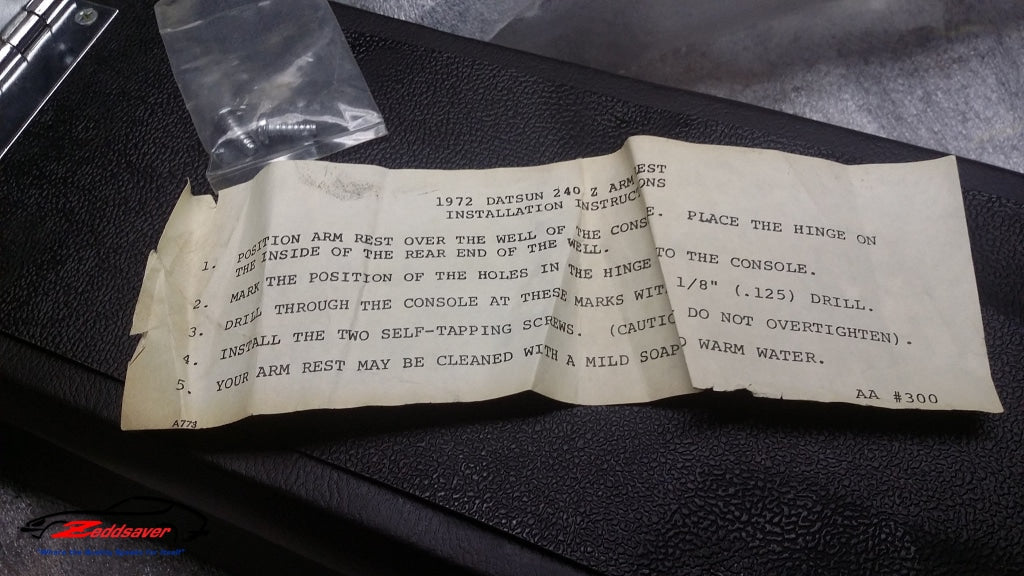 1972 DATSUN 240 Z ARM REST
INSTALLATION INSTRUCTIONS
1. POSITION ARM REST OVER THE WELL OF THE CONSOLE. PLACE THE HINGE ON
THE INSIDE OF THE REAR END OF THE WELL.
2. MARK THE POSITION OF THE HOLES IN THE HINGE TO THE CONSOLE.
3. DRILL THROUGH THE CONSOLE AT THESE MARKS WITH 1/8" (.125) DRILL.
4. INSTALL THE TWO SELF-TAPPING SCREWS. (CAUTION DO NOT OVERTIGHTEN).
5. YOUR ARM REST MAY BE CLEANED WITH A MILD SOAP WARM WATER.
A773
AA #300
Zeddsaver